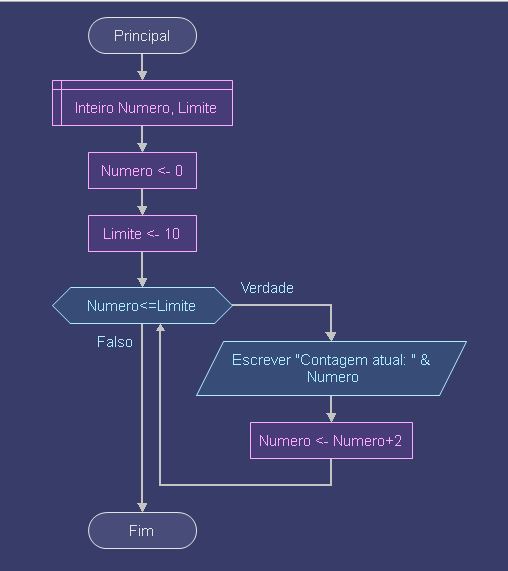 Principal
Inteiro Numero, Limite
Numero <- 0
Limite <- 10
Numero<=Limite
Verdade
Falso
Escrever "Contagem atual: " &
Numero
Numero <- Numero+2
Fim